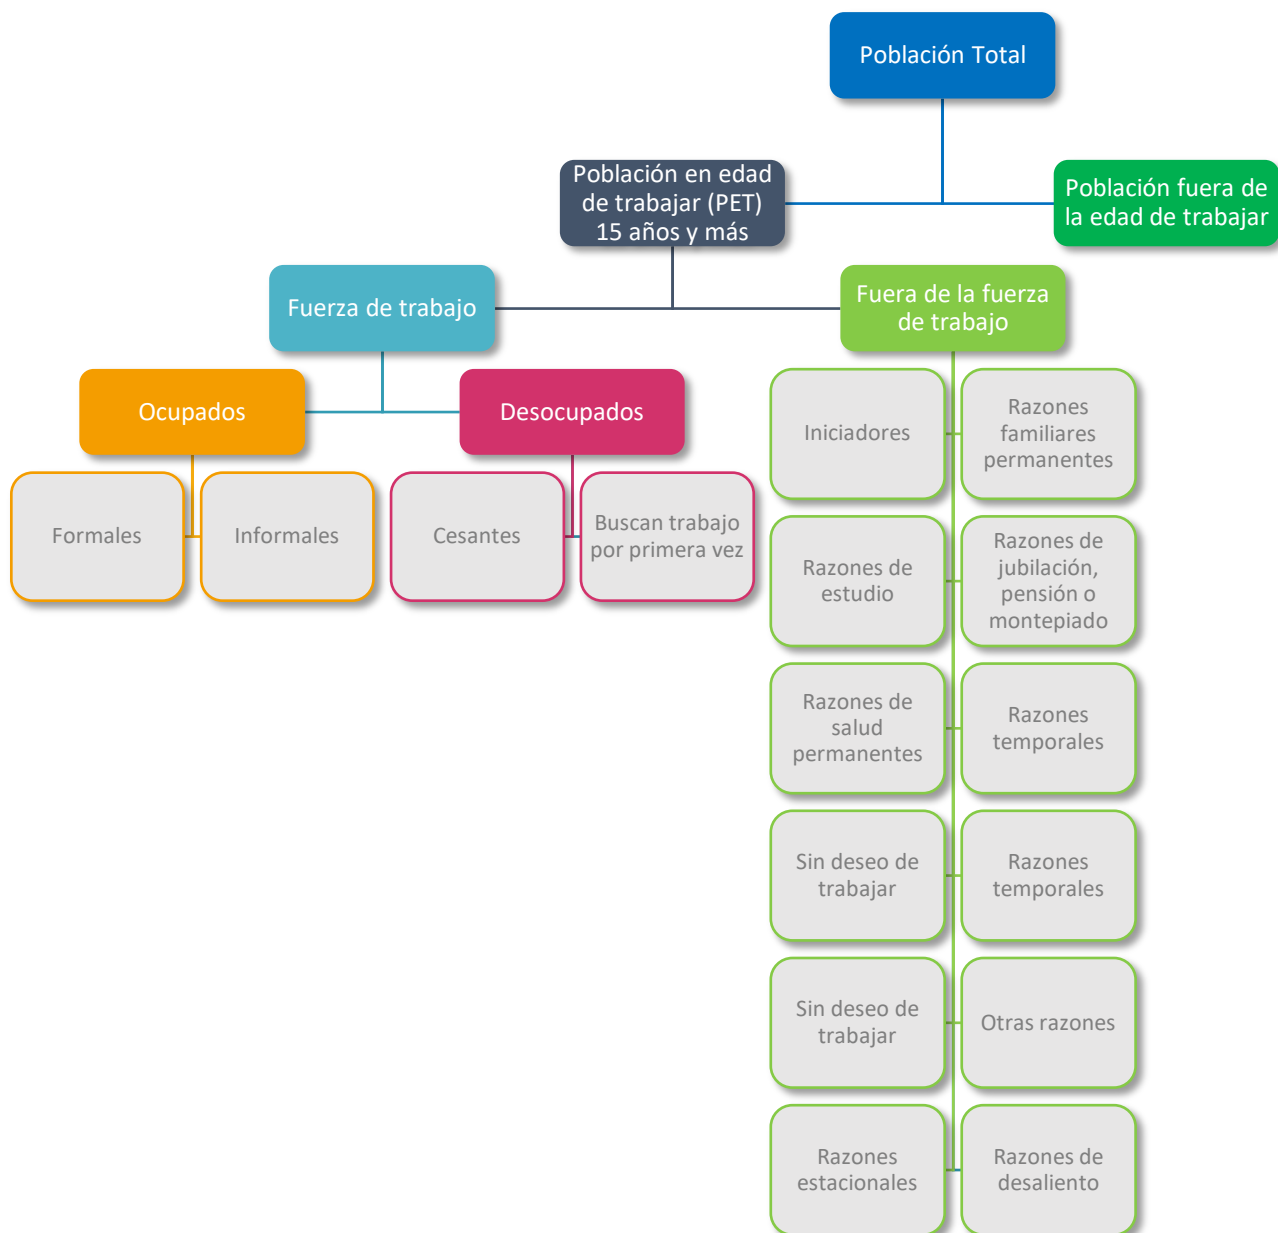 Población Total
Población en edad
de trabajar (PET)
15 años y más
Población fuera de
la edad de trabajar
Fuerza de trabajo
Fuera de la fuerza
de trabajo
Ocupados
Desocupados
Formales
Informales
Cesantes
Buscan trabajo
por primera vez
Iniciadores
Razones
familiares
permanentes
Razones de
estudio
Razones de
jubilación,
pensión o
montepiado
Razones de
salud
permanentes
Razones
temporales
Sin deseo de
trabajar
Razones
temporales
Sin deseo de
trabajar
Otras razones
Razones
estacionales
Razones de
desaliento